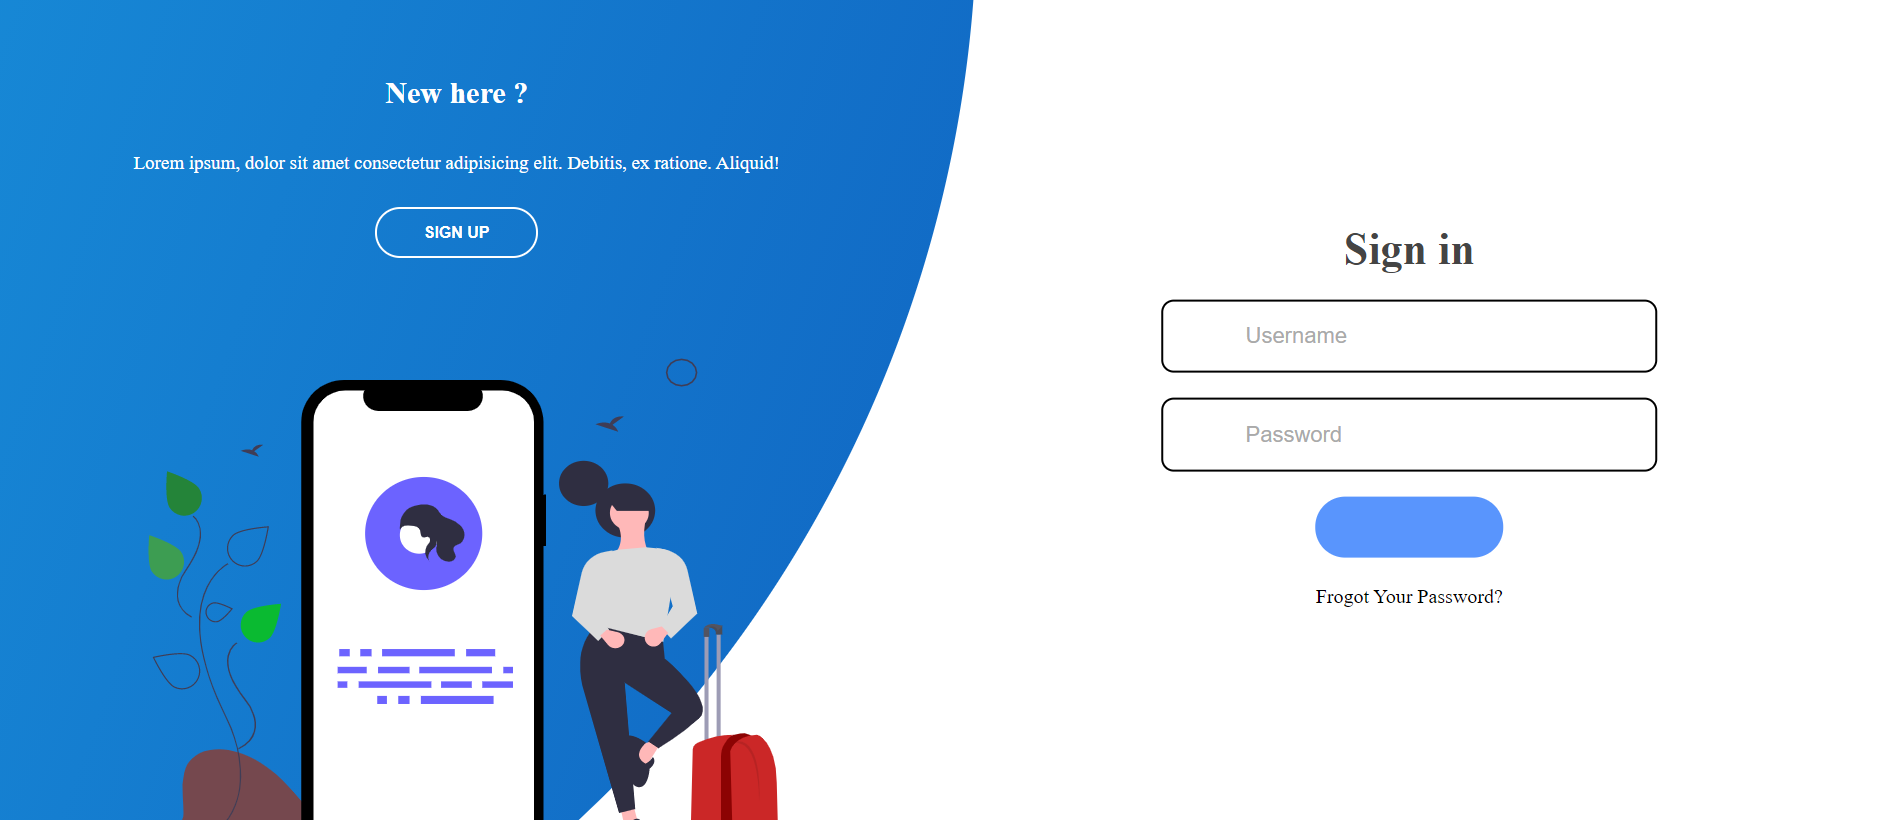 New here ?
Lorem ipsum, dolor sit amet consectetur adipisicing elit. Debitis, ex ratione. Aliquid!
SIGN UP
Sign in
Username
Password
Frogot Your Password?